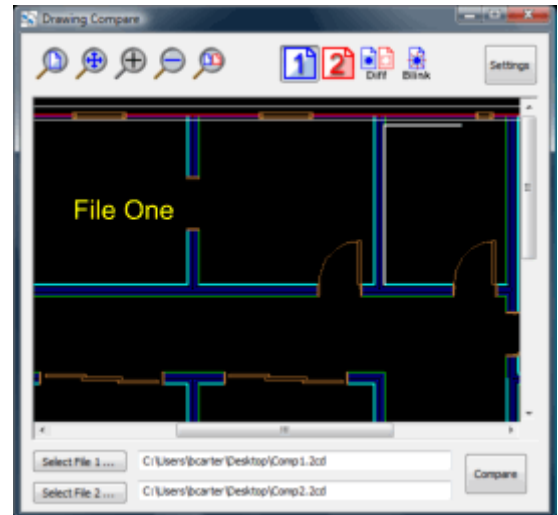 Drawing Compare
1 2 Diff Blink Settings
File One
Select File 1 ... C:\Users\bcarter\Desktop\Comp1.2cd
Select File 2 ... C:\Users\bcarter\Desktop\Comp2.2cd
Compare